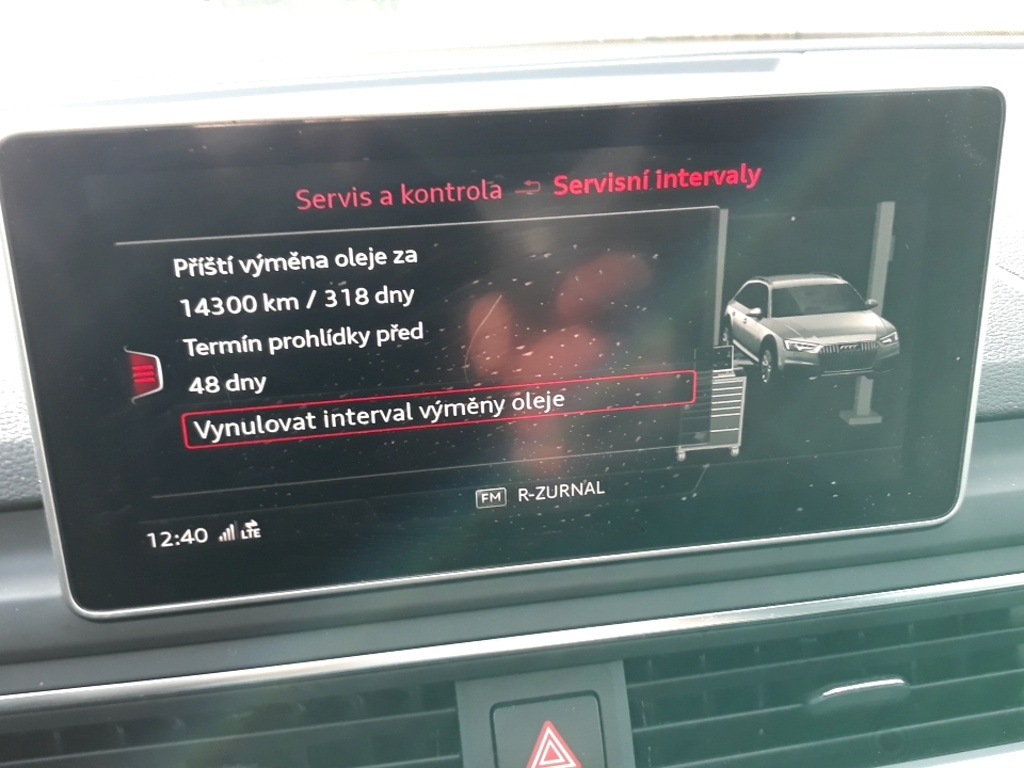 Servis a kontrola Servisní intervaly
Příští výměna oleje za
14300 km / 318 dny
Termín prohlídky před
48 dny
Vynulovat interval výměny oleje
FM R-ZURNAL
12:40 LTE